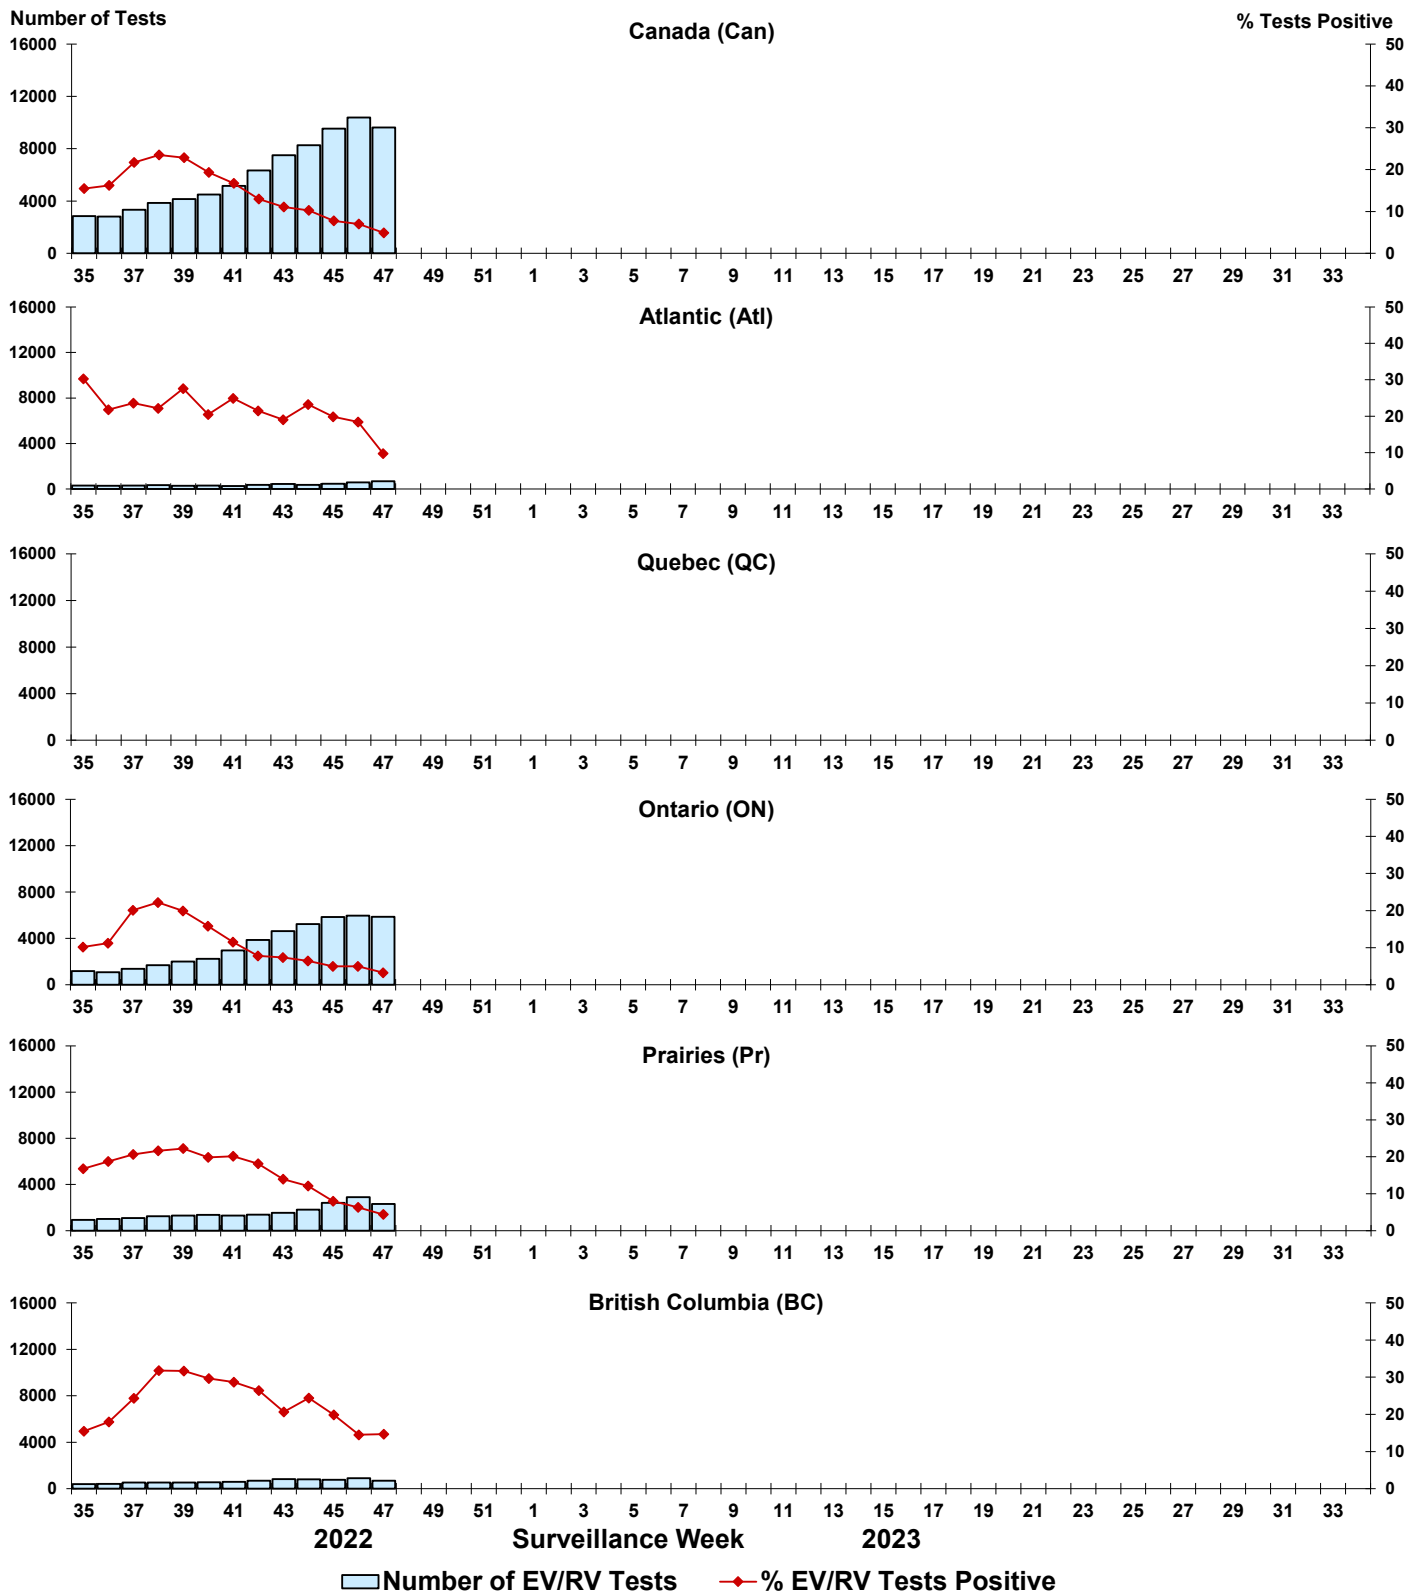 Number of Tests
Canada (Can)
% Tests Positive
16000 12000 8000 4000 0
50 40 30 20 10 0
35 37 39 41 43 45 47 49 51 1 3 5 7 9 11 13 15 17 19 21 23 25 27 29 31 33
Atlantic (Atl)
16000 12000 8000 4000 0
50 40 30 20 10 0
35 37 39 41 43 45 47 49 51 1 3 5 7 9 11 13 15 17 19 21 23 25 27 29 31 33
Quebec (QC)
16000 12000 8000 4000 0
50 40 30 20 10 0
35 37 39 41 43 45 47 49 51 1 3 5 7 9 11 13 15 17 19 21 23 25 27 29 31 33
Ontario (ON)
16000 12000 8000 4000 0
50 40 30 20 10 0
35 37 39 41 43 45 47 49 51 1 3 5 7 9 11 13 15 17 19 21 23 25 27 29 31 33
Prairies (Pr)
16000 12000 8000 4000 0
50 40 30 20 10 0
35 37 39 41 43 45 47 49 51 1 3 5 7 9 11 13 15 17 19 21 23 25 27 29 31 33
British Columbia (BC)
16000 12000 8000 4000 0
50 40 30 20 10 0
35 37 39 41 43 45 47 49 51 1 3 5 7 9 11 13 15 17 19 21 23 25 27 29 31 33
2022 Surveillance Week 2023
Number of EV/RV Tests % EV/RV Tests Positive